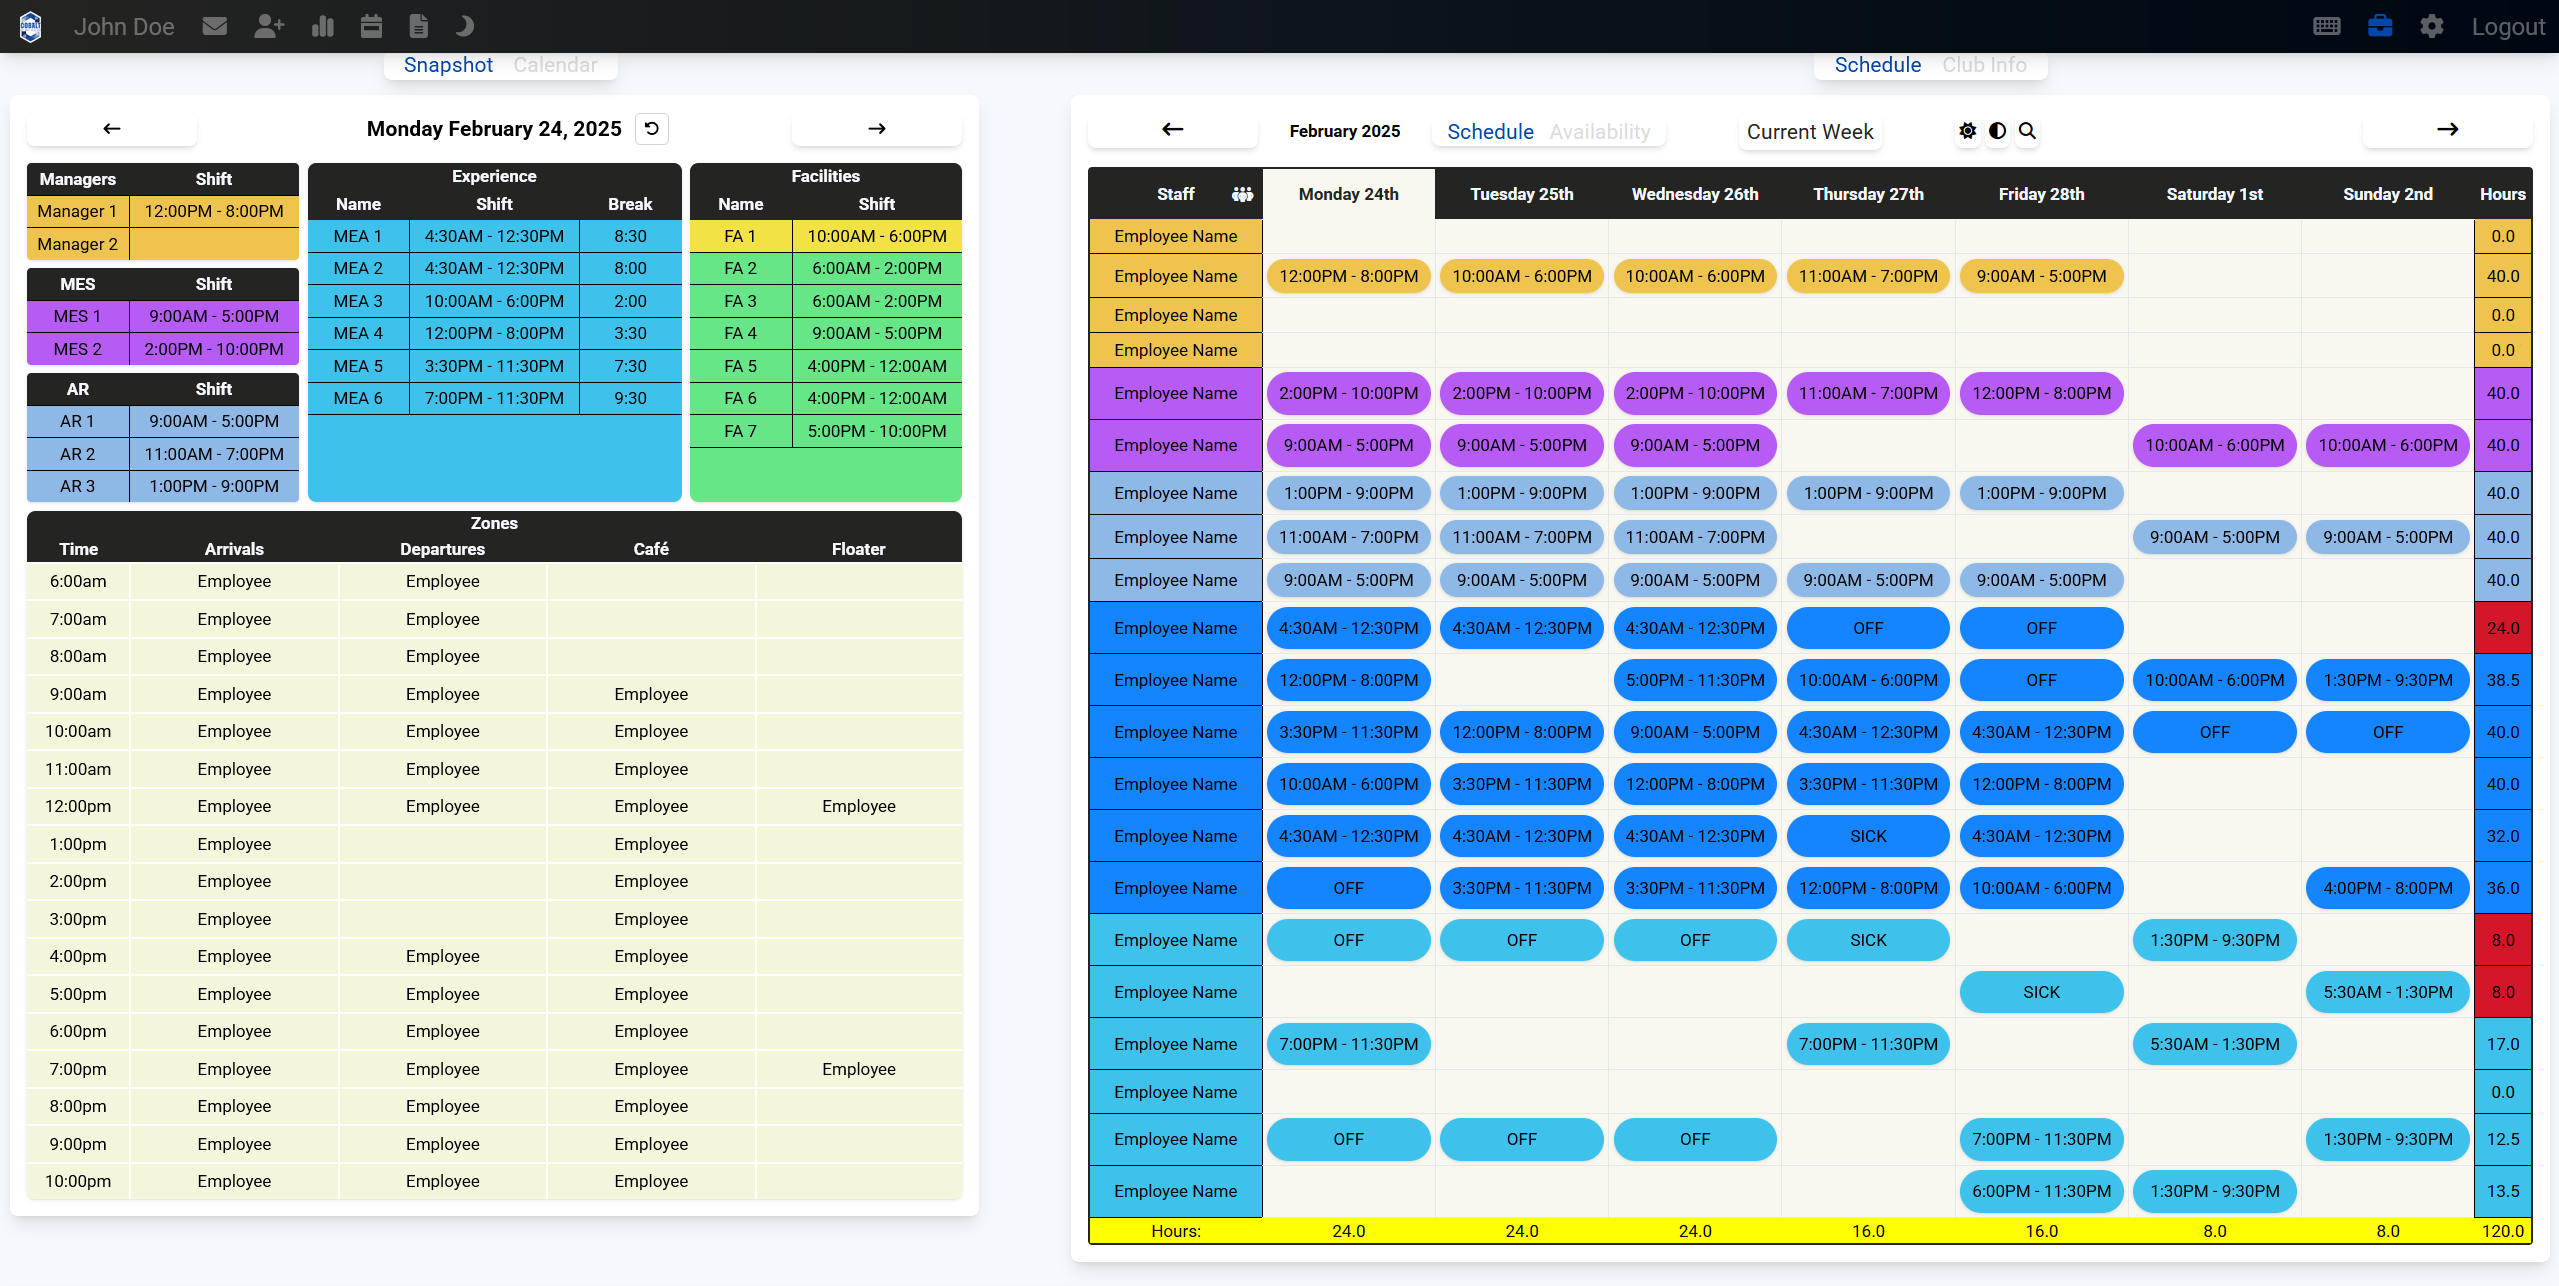 COBALT
John Doe
Logout
Snapshot Calendar
Schedule Club Info
Monday February 24, 2025
Managers Shift
Manager 1 12:00PM - 8:00PM
Manager 2
MES Shift
MES 1 9:00AM - 5:00PM
MES 2 2:00PM - 10:00PM
AR Shift
AR 1 9:00AM - 5:00PM
AR 2 11:00AM - 7:00PM
AR 3 1:00PM - 9:00PM
Experience
Name Shift Break
MEA 1 4:30AM - 12:30PM 8:30
MEA 2 4:30AM - 12:30PM 8:00
MEA 3 10:00AM - 6:00PM 2:00
MEA 4 12:00PM - 8:00PM 3:30
MEA 5 3:30PM - 11:30PM 7:30
MEA 6 7:00PM - 11:30PM 9:30
Facilities
Name Shift
FA 1 10:00AM - 6:00PM
FA 2 6:00AM - 2:00PM
FA 3 6:00AM - 2:00PM
FA 4 9:00AM - 5:00PM
FA 5 4:00PM - 12:00AM
FA 6 4:00PM - 12:00AM
FA 7 5:00PM - 10:00PM
Zones
Time Arrivals Departures Café Floater
6:00am Employee Employee
7:00am Employee Employee
8:00am Employee Employee
9:00am Employee Employee Employee
10:00am Employee Employee Employee
11:00am Employee Employee Employee
12:00pm Employee Employee Employee Employee
1:00pm Employee Employee
2:00pm Employee Employee
3:00pm Employee Employee
4:00pm Employee Employee Employee
5:00pm Employee Employee Employee
6:00pm Employee Employee Employee
7:00pm Employee Employee Employee Employee
8:00pm Employee Employee Employee
9:00pm Employee Employee Employee
10:00pm Employee Employee Employee
February 2025 Schedule Availability Current Week
Staff Monday 24th Tuesday 25th Wednesday 26th Thursday 27th Friday 28th Saturday 1st Sunday 2nd Hours
Employee Name 0.0
Employee Name 12:00PM - 8:00PM 10:00AM - 6:00PM 10:00AM - 6:00PM 11:00AM - 7:00PM 9:00AM - 5:00PM 40.0
Employee Name 0.0
Employee Name 0.0
Employee Name 2:00PM - 10:00PM 2:00PM - 10:00PM 2:00PM - 10:00PM 11:00AM - 7:00PM 12:00PM - 8:00PM 40.0
Employee Name 9:00AM - 5:00PM 9:00AM - 5:00PM 9:00AM - 5:00PM 10:00AM - 6:00PM 10:00AM - 6:00PM 40.0
Employee Name 1:00PM - 9:00PM 1:00PM - 9:00PM 1:00PM - 9:00PM 1:00PM - 9:00PM 1:00PM - 9:00PM 40.0
Employee Name 11:00AM - 7:00PM 11:00AM - 7:00PM 11:00AM - 7:00PM 9:00AM - 5:00PM 9:00AM - 5:00PM 40.0
Employee Name 9:00AM - 5:00PM 9:00AM - 5:00PM 9:00AM - 5:00PM 9:00AM - 5:00PM 9:00AM - 5:00PM 40.0
Employee Name 4:30AM - 12:30PM 4:30AM - 12:30PM 4:30AM - 12:30PM OFF OFF 24.0
Employee Name 12:00PM - 8:00PM 5:00PM - 11:30PM 10:00AM - 6:00PM OFF 10:00AM - 6:00PM 1:30PM - 9:30PM 38.5
Employee Name 3:30PM - 11:30PM 12:00PM - 8:00PM 9:00AM - 5:00PM 4:30AM - 12:30PM 4:30AM - 12:30PM OFF OFF 40.0
Employee Name 10:00AM - 6:00PM 3:30PM - 11:30PM 12:00PM - 8:00PM 3:30PM - 11:30PM 12:00PM - 8:00PM 40.0
Employee Name 4:30AM - 12:30PM 4:30AM - 12:30PM 4:30AM - 12:30PM SICK 4:30AM - 12:30PM 32.0
Employee Name OFF 3:30PM - 11:30PM 3:30PM - 11:30PM 12:00PM - 8:00PM 10:00AM - 6:00PM 4:00PM - 8:00PM 36.0
Employee Name OFF OFF OFF SICK 1:30PM - 9:30PM 8.0
Employee Name SICK 5:30AM - 1:30PM 8.0
Employee Name 7:00PM - 11:30PM 7:00PM - 11:30PM 5:30AM - 1:30PM 17.0
Employee Name 0.0
Employee Name OFF OFF OFF 7:00PM - 11:30PM 1:30PM - 9:30PM 12.5
Employee Name 6:00PM - 11:30PM 1:30PM - 9:30PM 13.5
Hours: 24.0 24.0 24.0 16.0 16.0 8.0 8.0 120.0